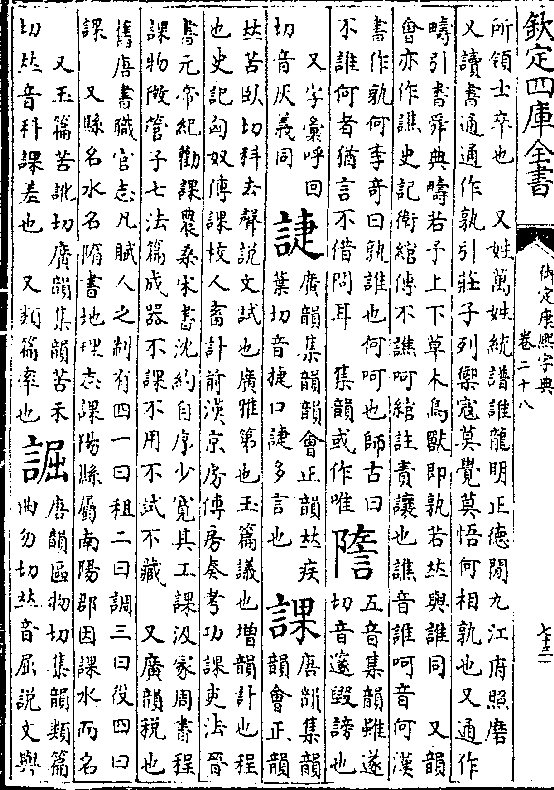 欽定四庫全書
御定康熙字典
卷二十八
七十三
所領士卒也　又姓萬姓統譜誰龍明正德閒九江府照磨
又讀書通通作孰引莊子列禦寇莫覺莫悟何相孰也又通作
疇引書舜典疇若予上下草木鳥獸即孰若𠀤與誰同　又韻
會亦作譙史記衛綰傳不譙呵綰註責讓也譙音誰呵音何漢
書作孰何李奇曰孰誰也何呵也師古曰
不誰何者猶言不借問耳　集韻或作唯
𧫷
五音集韻雖遂
切音邃毀謗也
又字彙呼回
切音灰義同
誱
廣韻集韻韻會正韻𠀤疾
葉切音捷口誱多言也
課
唐韻集韻
韻會正韻
𠀤苦臥切科去聲說文試也廣雅第也玉篇議也增韻計也程
也史記匈奴傳課校人畜計前漢京房傳房奏考功課吏法晉
書元帝紀勸課農桑宋書沈約自序少寛其工課汲家周書程
課物徵管子七法篇成器不課不用不試不藏　又廣韻稅也
舊唐書職官志凡賦人之制有四一曰租二曰調三曰役四曰
課　又縣名水名隋書地理志課陽縣屬南陽郡因課水而名
又玉篇苦訛切廣韻集韻苦禾
切𠀤音科課差也　又類篇率也
誳
唐韻區物切集韻類篇
曲勿切𠀤音屈說文與